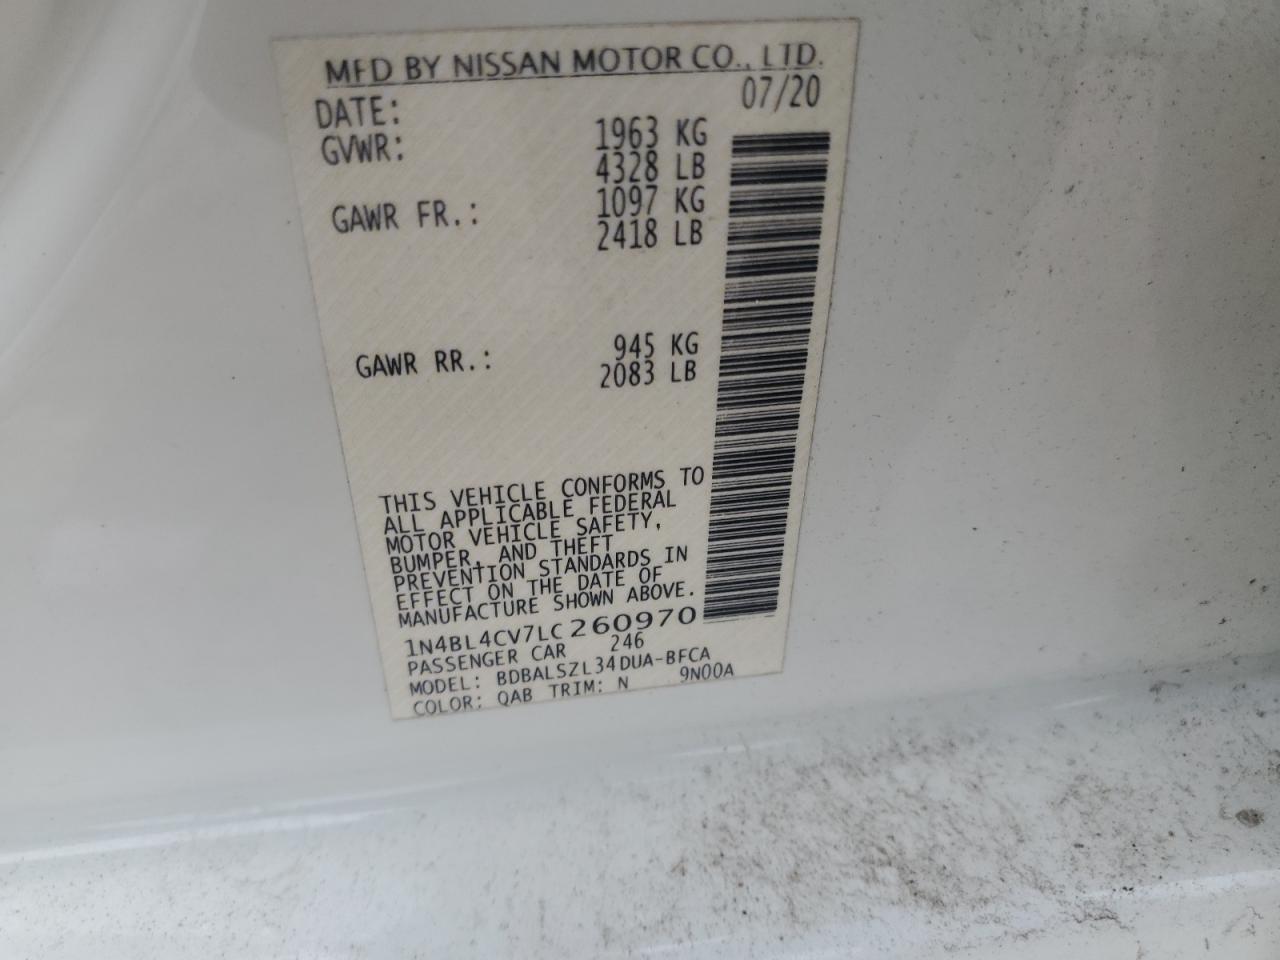 MFD BY NISSAN MOTOR CO., LTD.
DATE: 07/20
GVWR: 1963 KG
4328 LB
GAWR FR.: 1097 KG
2418 LB
GAWR RR.: 945 KG
2083 LB
THIS VEHICLE CONFORMS TO
ALL APPLICABLE FEDERAL
MOTOR VEHICLE SAFETY,
BUMPER, AND THEFT
PREVENTION STANDARDS IN
EFFECT ON THE DATE OF
MANUFACTURE SHOWN ABOVE.
1N4BL4CV7LC260970
PASSENGER CAR 246
MODEL: BDBALSZL34DUA-BFCA
COLOR: QAB TRIM: N 9N00A